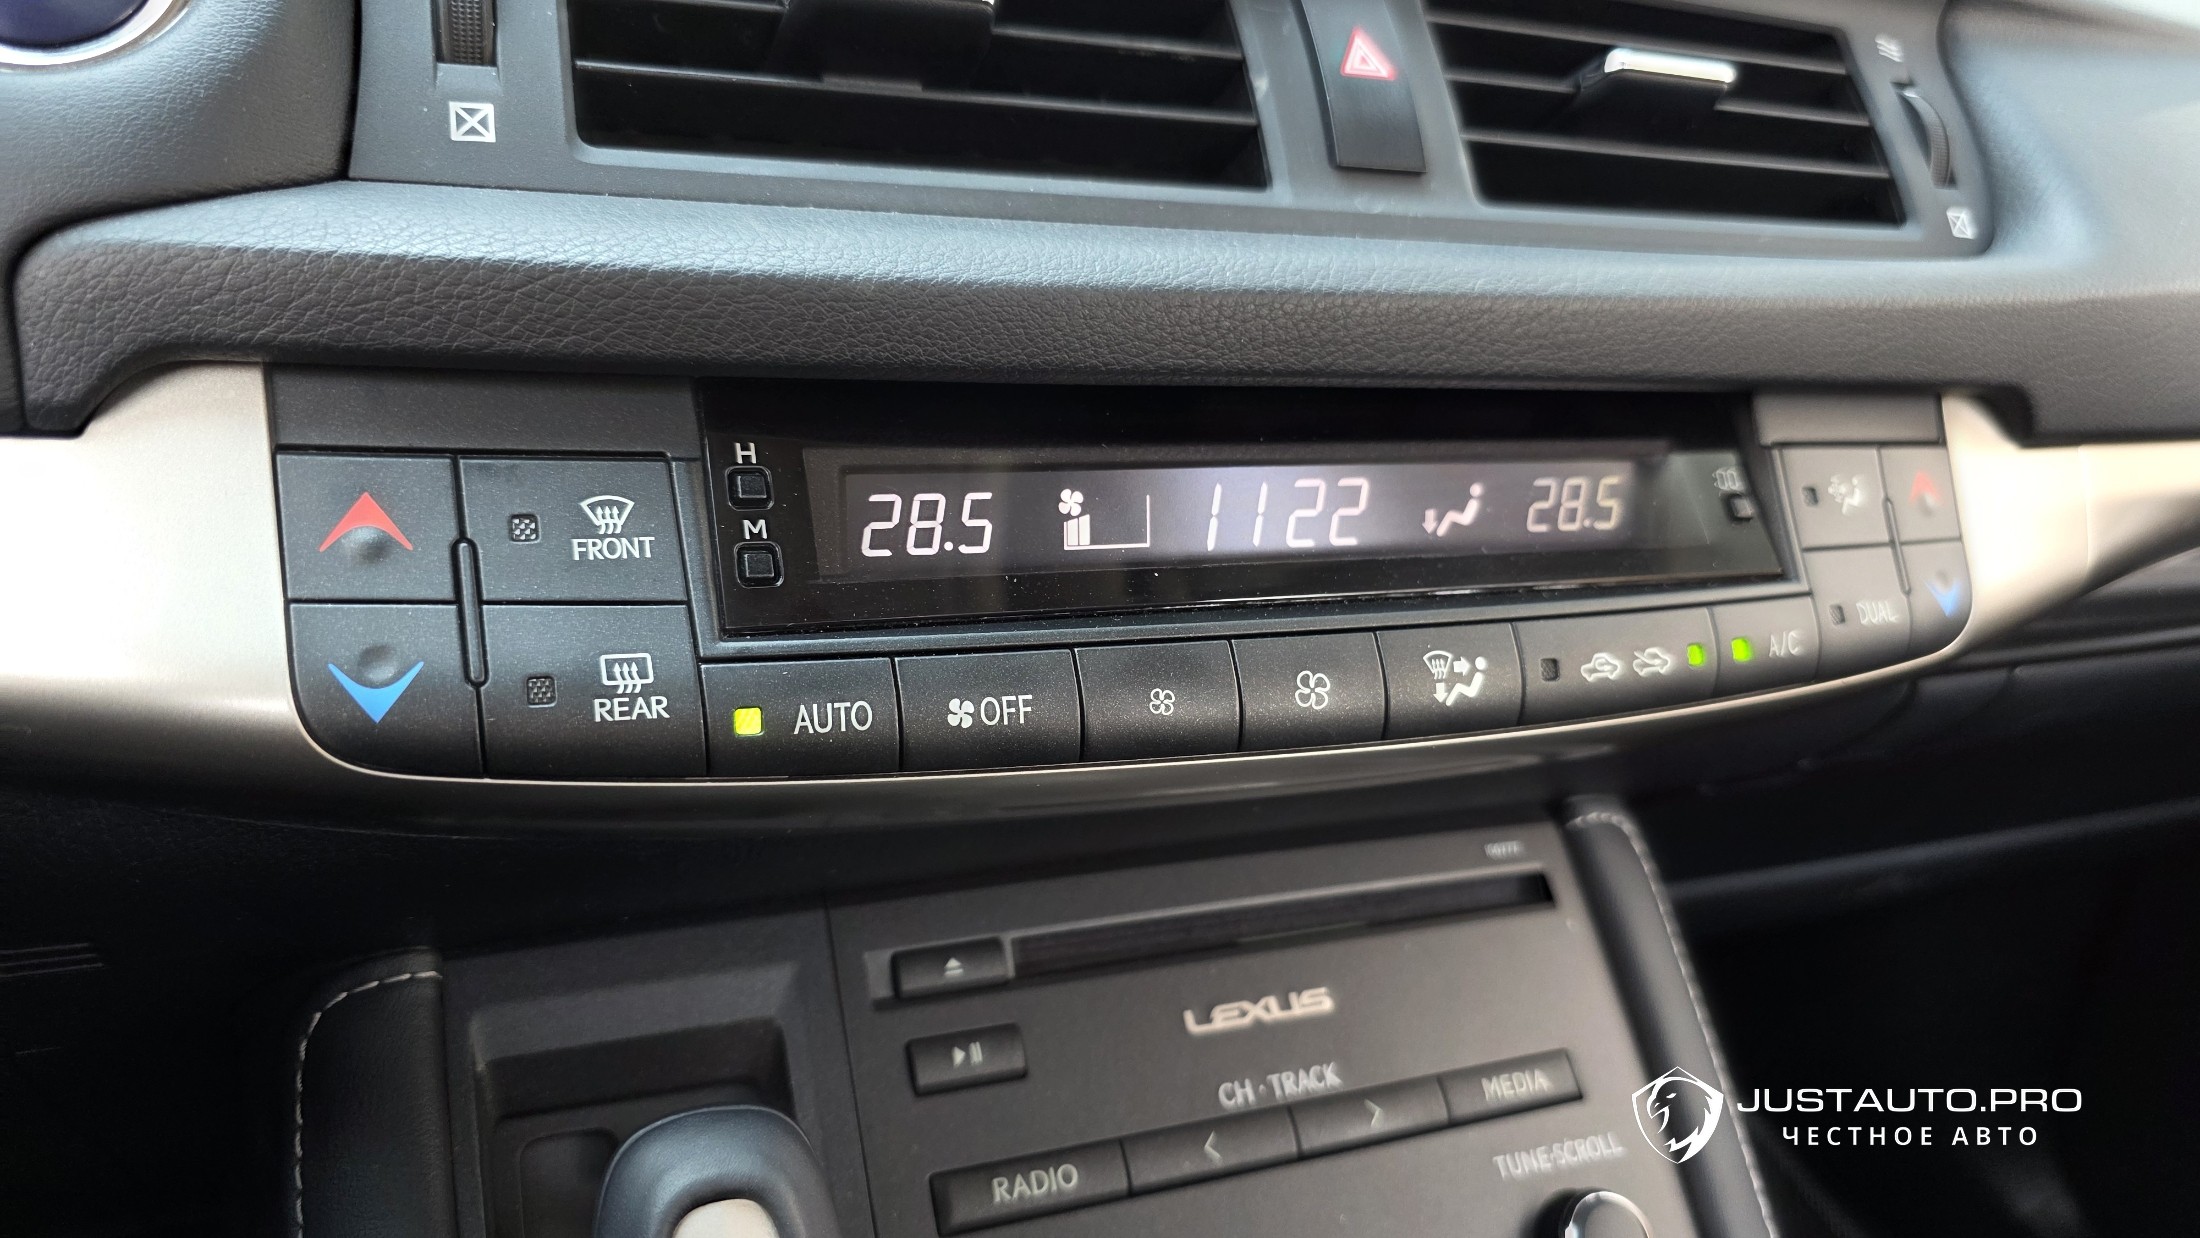 H
M
28.5 1122 28.5
FRONT
REAR
AUTO
OFF
A/C
DUAL
LEXUS
CH · TRACK
MEDIA
RADIO
TUNE·SCROLL
JUSTAUTO.PRO
ЧЕСТНОЕ АВТО